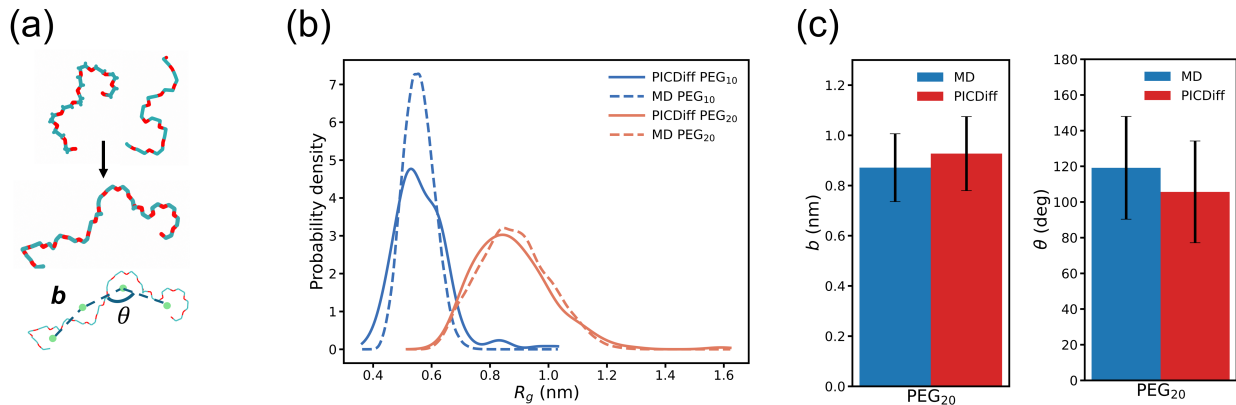 (a)
b
θ
(b)
Probability density
7
6
5
4
3
2
1
0
0.4 0.6 0.8 1.0 1.2 1.4 1.6
R_g (nm)
PICDiff PEG₁₀
MD PEG₁₀
PICDiff PEG₂₀
MD PEG₂₀
(c)
b (nm)
1.2
1.0
0.8
0.6
0.4
0.2
0.0
MD
PICDiff
PEG₂₀
θ (deg)
180
160
140
120
100
80
60
40
20
0
MD
PICDiff
PEG₂₀